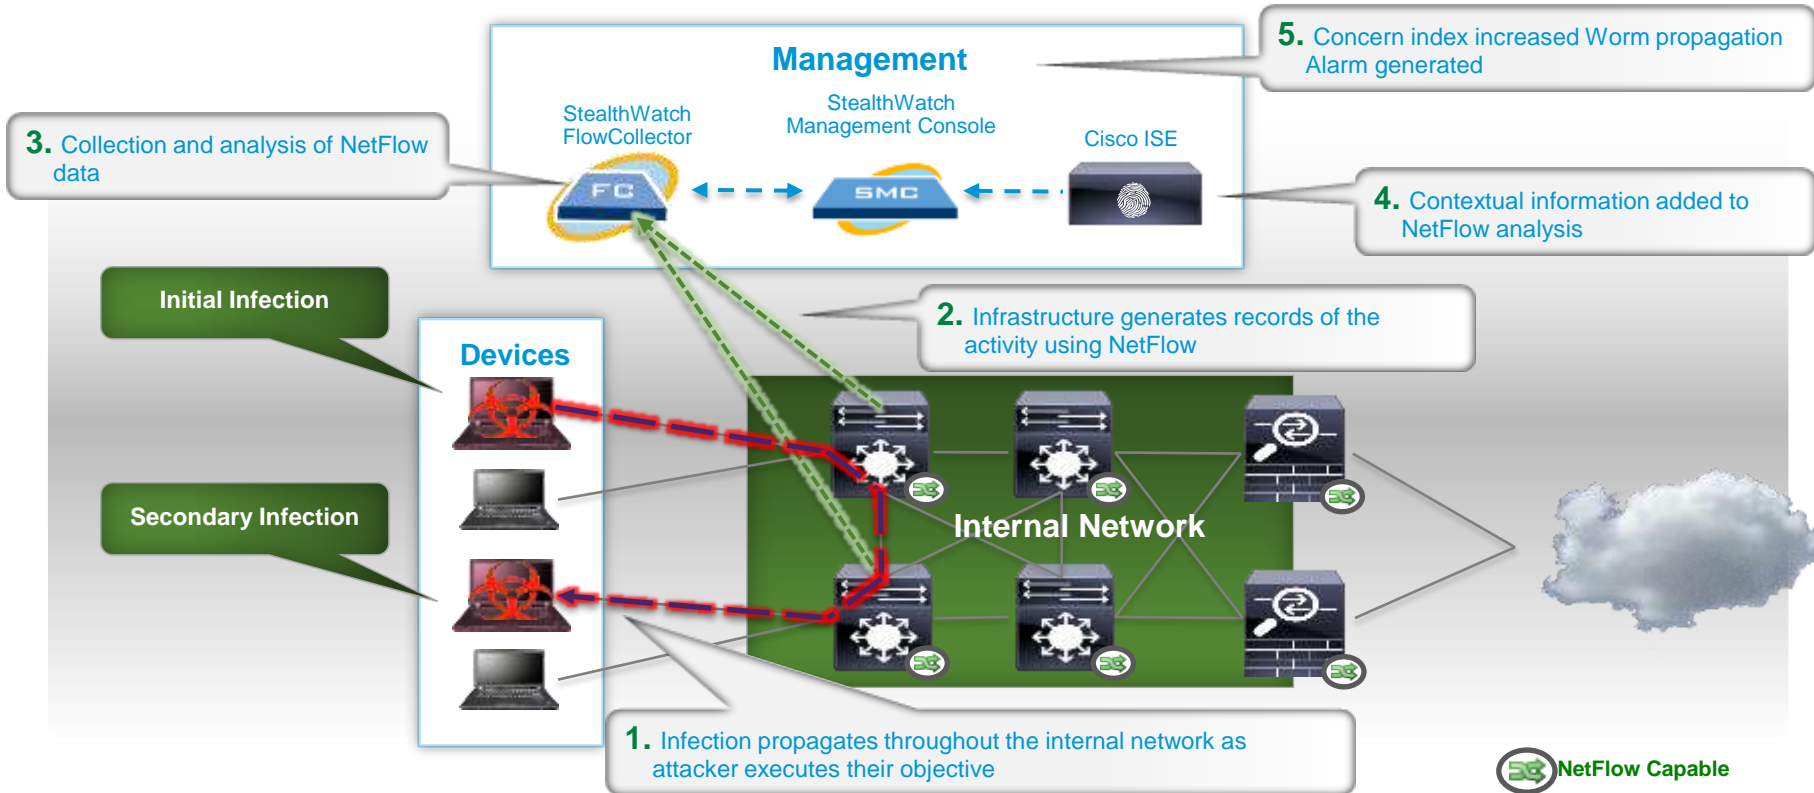 Management
5. Concern index increased Worm propagation
Alarm generated
StealthWatch
FlowCollector
StealthWatch
Management Console
Cisco ISE
3. Collection and analysis of NetFlow
data
FC
SMC
4. Contextual information added to
NetFlow analysis
Initial Infection
2. Infrastructure generates records of the
activity using NetFlow
Devices
Secondary Infection
Internal Network
1. Infection propagates throughout the internal network as
attacker executes their objective
NetFlow Capable